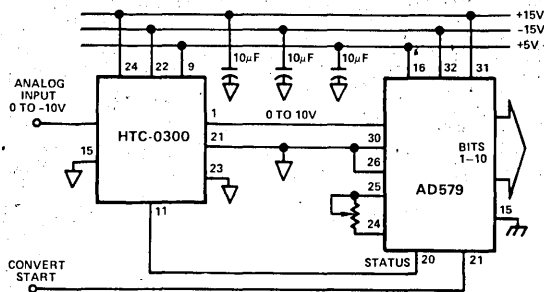 +15V
-15V
+5V
24 22 9
10µF 10µF 10µF
16 32 31
ANALOG
INPUT
0 TO -10V
HTC-0300
15
1
21
23
11
0 TO 10V
30
26
25
24
AD579
BITS
1-10
15
STATUS
20 21
CONVERT
START